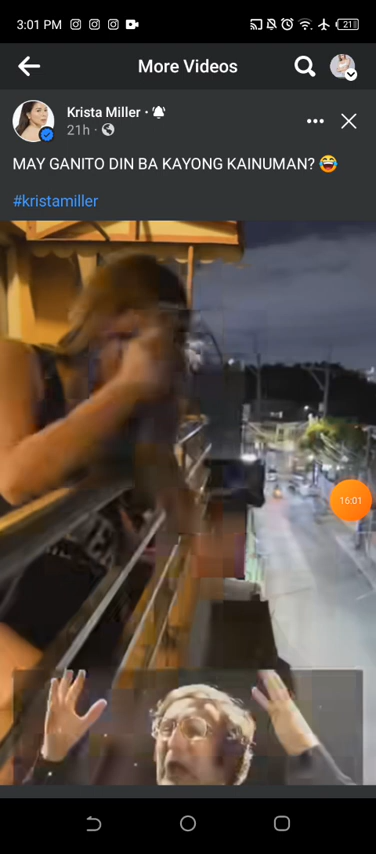 3:01 PM
21
More Videos
Krista Miller ·
21h ·
MAY GANITO DIN BA KAYONG KAINUMAN? 😂
#kristamiller
16:01